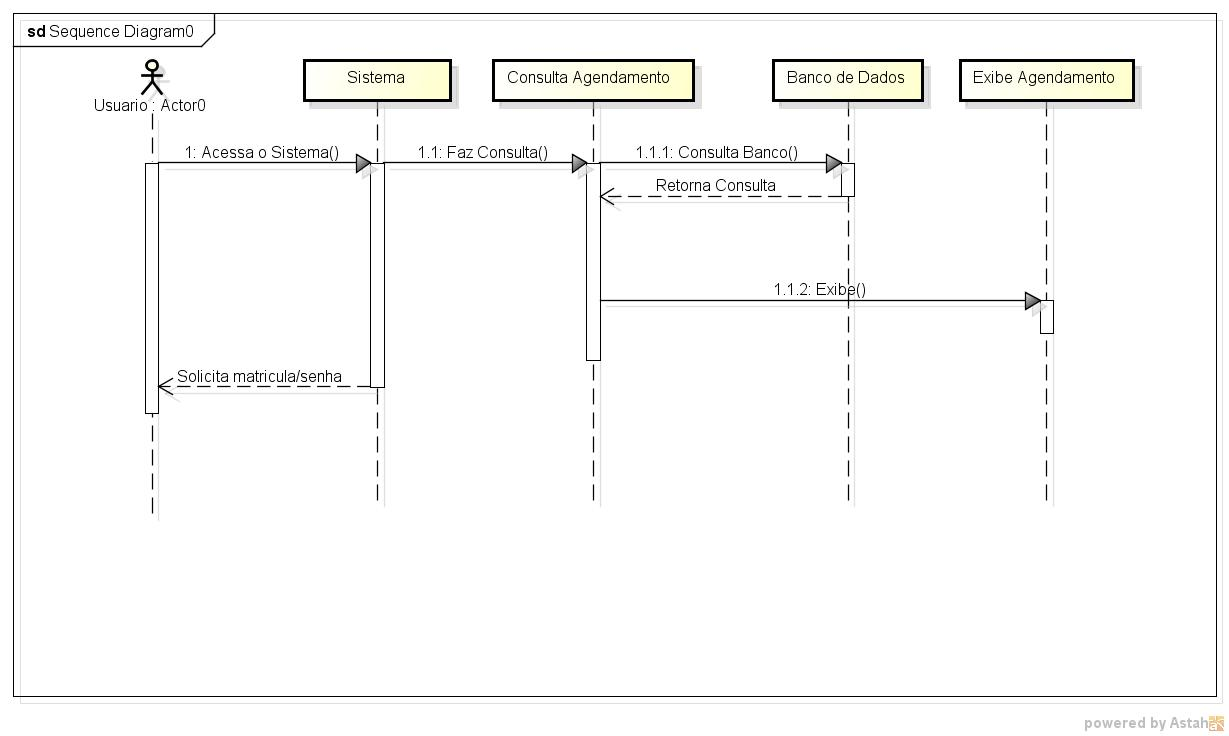 sd Sequence Diagram0
Usuario : Actor0
Sistema
Consulta Agendamento
Banco de Dados
Exibe Agendamento
1: Acessa o Sistema()
1.1: Faz Consulta()
1.1.1: Consulta Banco()
Retorna Consulta
1.1.2: Exibe()
Solicita matricula/senha
powered by Astah